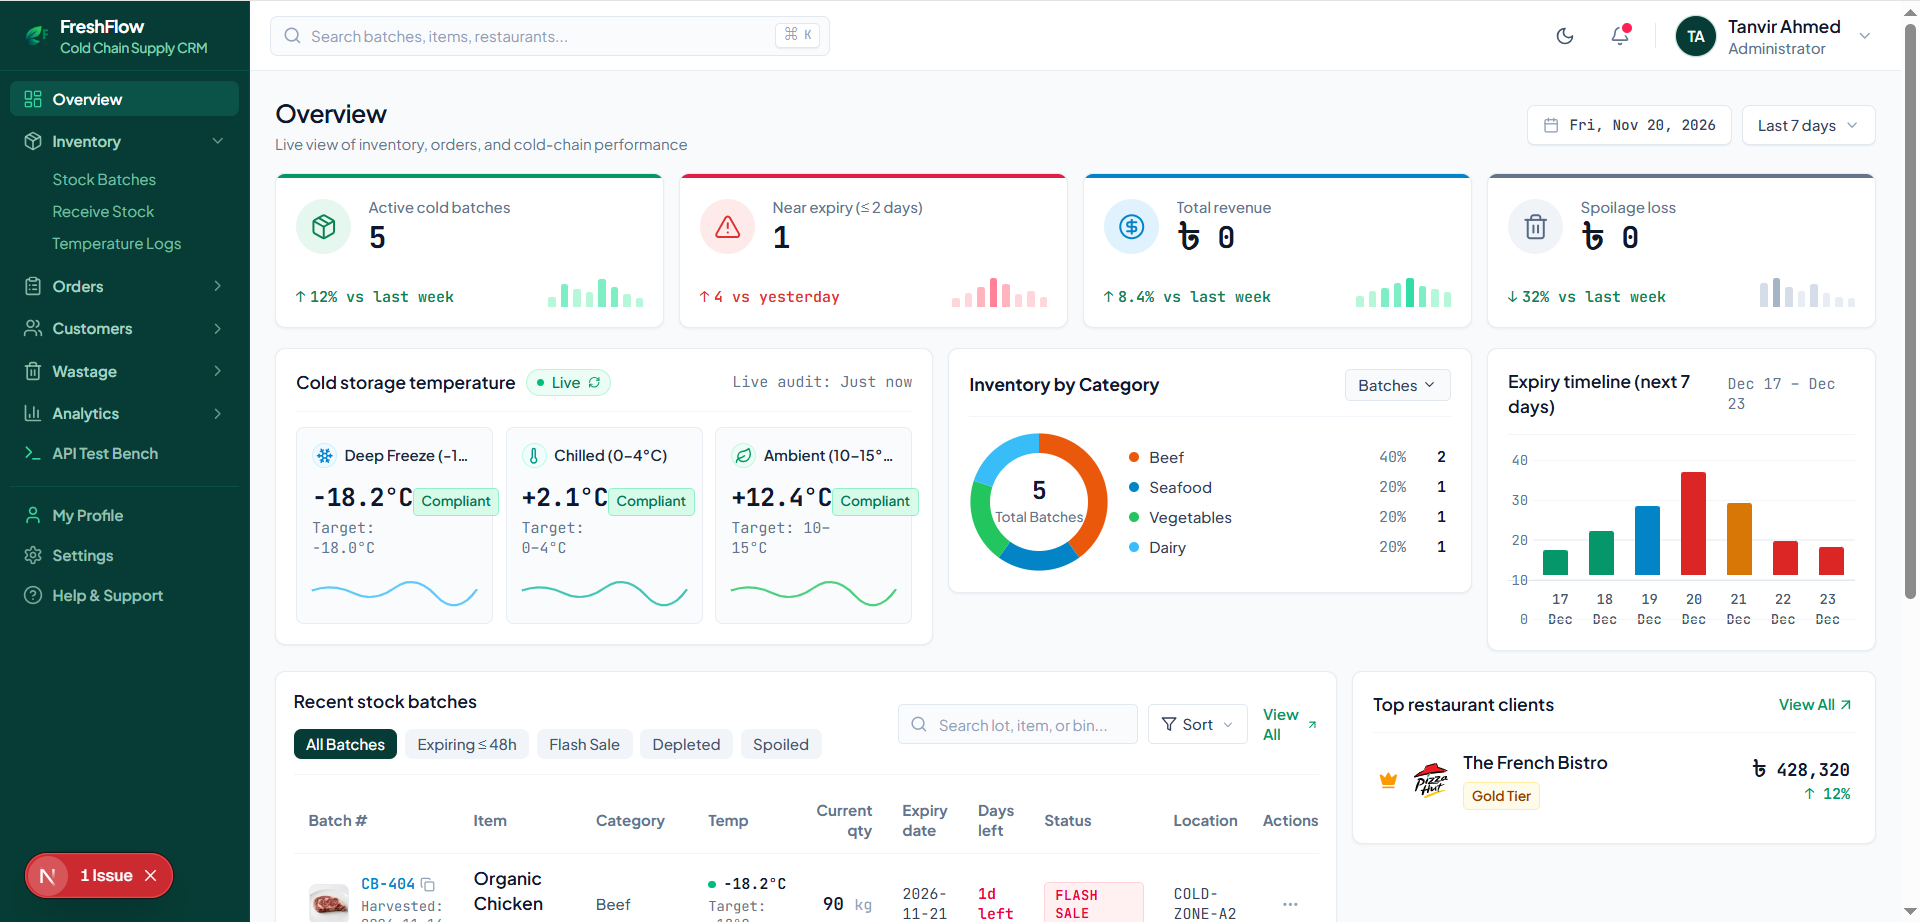 FreshFlow
Cold Chain Supply CRM
Search batches, items, restaurants...
⌘ K
TA
Tanvir Ahmed
Administrator
Overview
Inventory
Stock Batches
Receive Stock
Temperature Logs
Orders
Customers
Wastage
Analytics
API Test Bench
My Profile
Settings
Help & Support
N
1 Issue
Overview
Live view of inventory, orders, and cold-chain performance
Fri, Nov 20, 2026
Last 7 days
Active cold batches
5
↑ 12% vs last week
Near expiry (≤ 2 days)
1
↑ 4 vs yesterday
Total revenue
৳ 0
↑ 8.4% vs last week
Spoilage loss
৳ 0
↓ 32% vs last week
Cold storage temperature
Live
Live audit: Just now
Deep Freeze (-1...
-18.2°C
Compliant
Target:
-18.0°C
Chilled (0–4°C)
+2.1°C
Compliant
Target:
0–4°C
Ambient (10–15°...
+12.4°C
Compliant
Target: 10–
15°C
Inventory by Category
Batches
5
Total Batches
Beef 40% 2
Seafood 20% 1
Vegetables 20% 1
Dairy 20% 1
Expiry timeline (next 7
days)
Dec 17 – Dec
23
40
30
20
10
0
17 Dec
18 Dec
19 Dec
20 Dec
21 Dec
22 Dec
23 Dec
Recent stock batches
All Batches
Expiring ≤ 48h
Flash Sale
Depleted
Spoiled
Search lot, item, or bin...
Sort
View
All
Batch #
Item
Category
Temp
Current
qty
Expiry
date
Days
left
Status
Location
Actions
CB-404
Harvested:
Organic
Chicken
Beef
-18.2°C
Target:
90 kg
2026-
11-21
1d
left
FLASH
SALE
COLD-
ZONE-A2
Top restaurant clients
View All
Pizza
Hut
The French Bistro
Gold Tier
৳ 428,320
↑ 12%